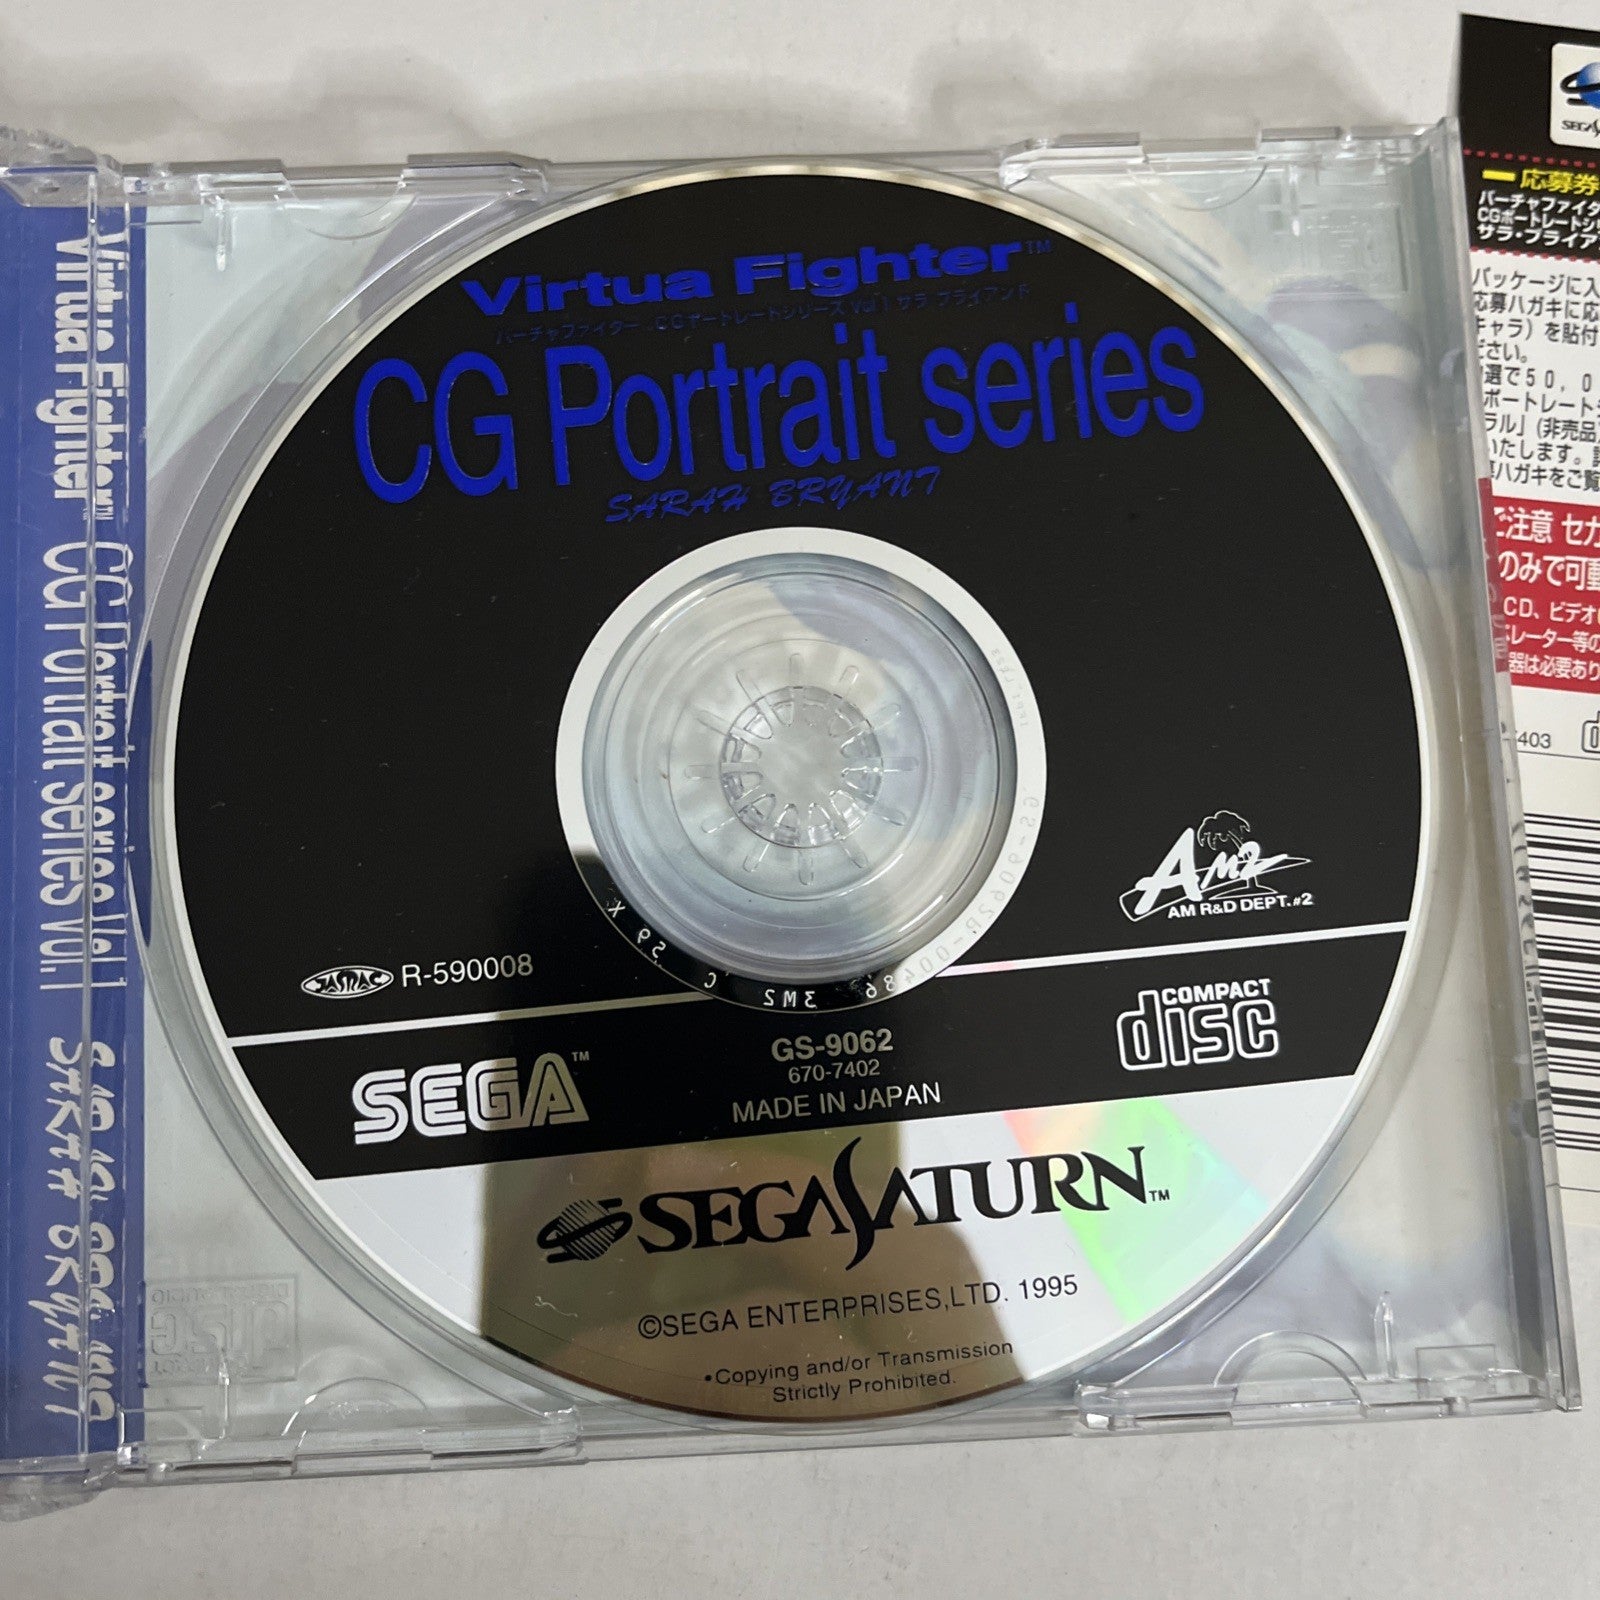 Virtua Fighter™
バーチャファイター CGポートレートシリーズ Vol.1 サラ ブライアント
CG Portrait series
SARAH BRYANT
AM2
AM R&D DEPT.#2
JASRAC R-590008
SEGA™
GS-9062
670-7402
MADE IN JAPAN
COMPACT
disc
SEGA SATURN™
©SEGA ENTERPRISES,LTD. 1995
•Copying and/or Transmission
Strictly Prohibited.
Virtua Fighter™ CG Portrait series Vol.1 SARAH BRYANT
GS-9062
応募券
バーチャファイタ
CGポートレートシリ
サラ・ブライア
パッケージに入
応募ハガキに応
キャラ）を貼付
ださい。
選で50,0
ポートレート
ラル」(非売品)
いたします。
ハガキをご覧
ご注意 セガ
のみで可動
CD、ビデオ
レーター等の
器は必要あり